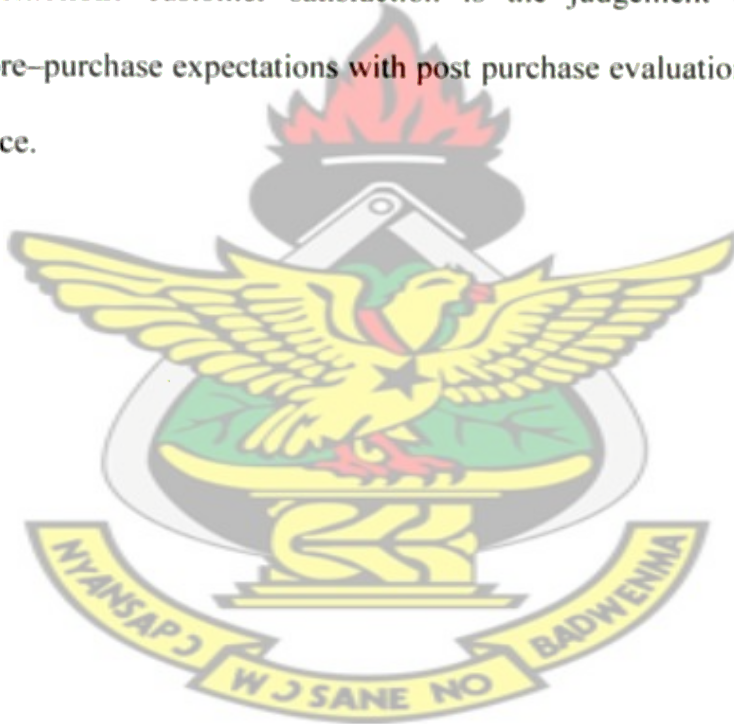 customer satisfaction is the judgement
re–purchase expectations with post purchase evaluatio
ce.
NYANSAPƆ
WƆSANE NO
BADWENMA